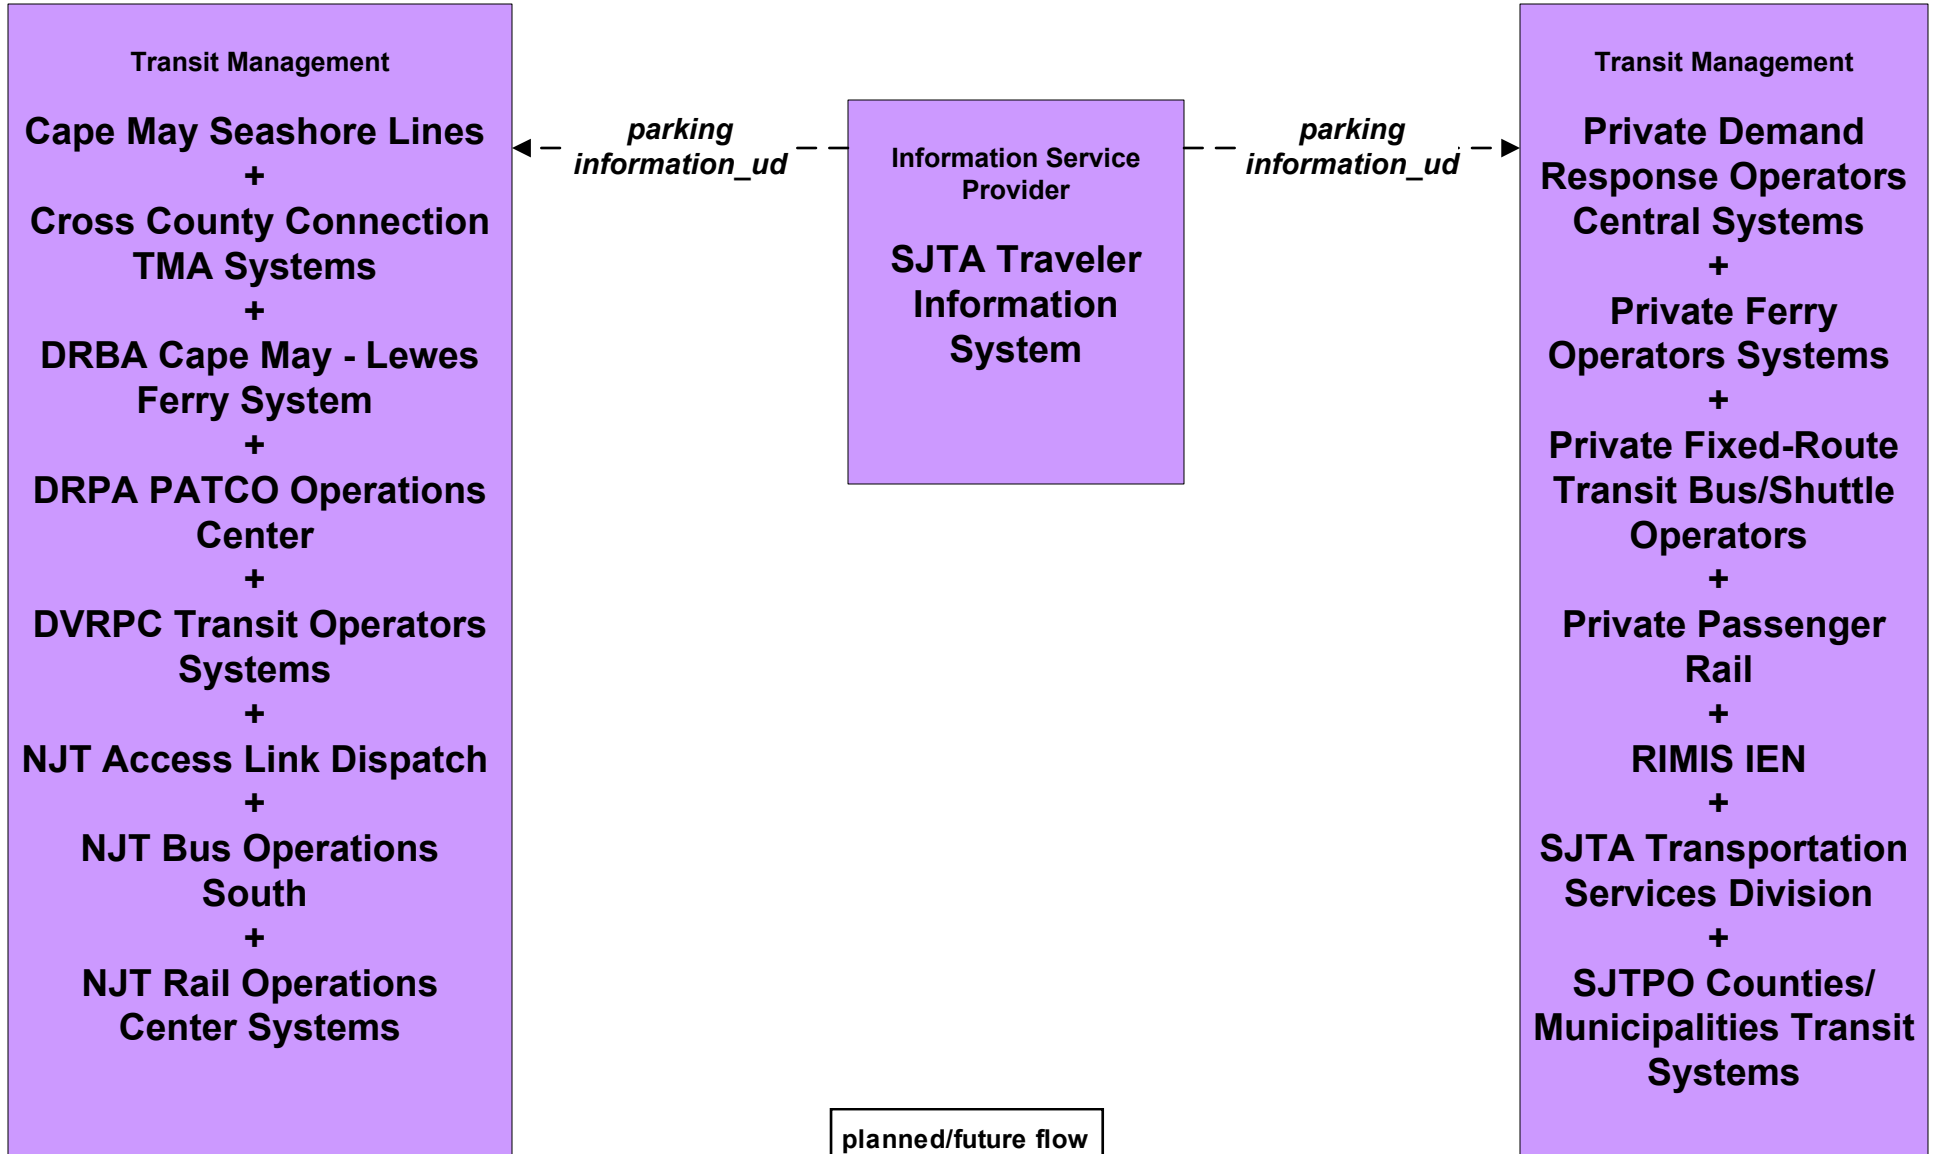 Transit Management
Cape May Seashore Lines
+
Cross County Connection
TMA Systems
+
DRBA Cape May - Lewes
Ferry System
+
DRPA PATCO Operations
Center
+
DVRPC Transit Operators
Systems
+
NJT Access Link Dispatch
+
NJT Bus Operations
South
+
NJT Rail Operations
Center Systems
parking
information_ud
Information Service
Provider
SJTA Traveler
Information
System
parking
information_ud
Transit Management
Private Demand
Response Operators
Central Systems
+
Private Ferry
Operators Systems
+
Private Fixed-Route
Transit Bus/Shuttle
Operators
+
Private Passenger
Rail
+
RIMIS IEN
+
SJTA Transportation
Services Division
+
SJTPO Counties/
Municipalities Transit
Systems
planned/future flow